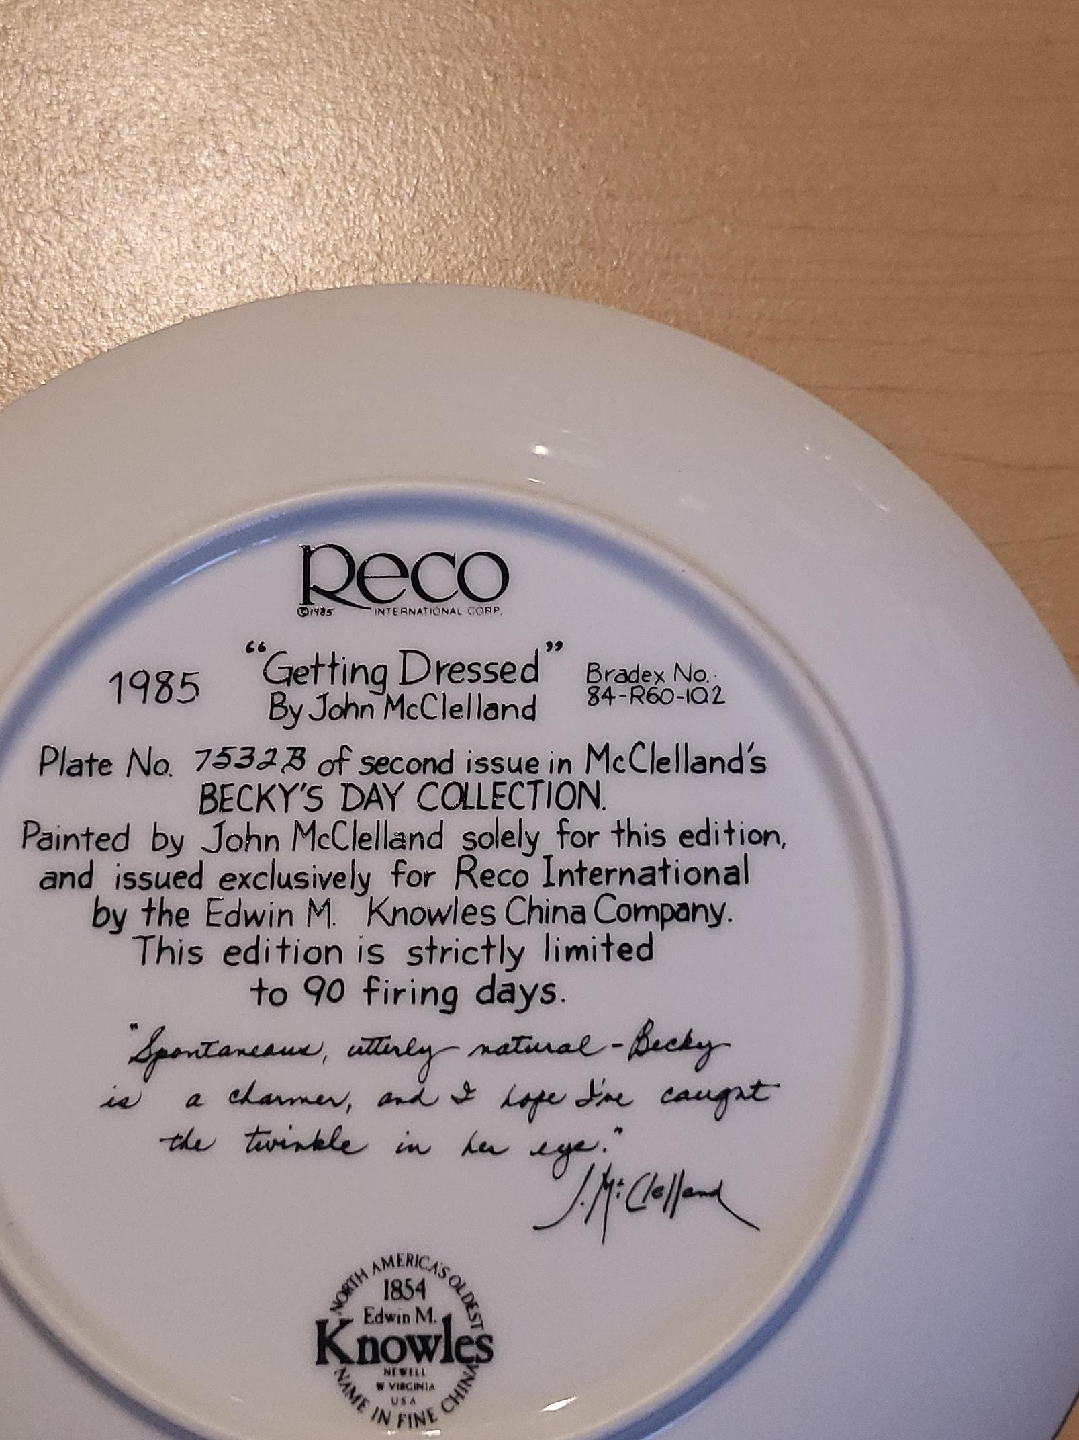 Reco
©1985 INTERNATIONAL CORP.
1985 "Getting Dressed" Bradex No.
By John McClelland 84-R60-1Q2
Plate No. 7532B of second issue in McClelland's
BECKY'S DAY COLLECTION.
Painted by John McClelland solely for this edition,
and issued exclusively for Reco International
by the Edwin M. Knowles China Company.
This edition is strictly limited
to 90 firing days.
"Spontaneous, utterly natural - Becky
is a charmer, and I hope I've caught
the twinkle in her eye."
J. McClelland
NORTH AMERICA'S OLDEST
1854
Edwin M.
Knowles
NEWELL
W VIRGINIA
USA
NAME IN FINE CHINA